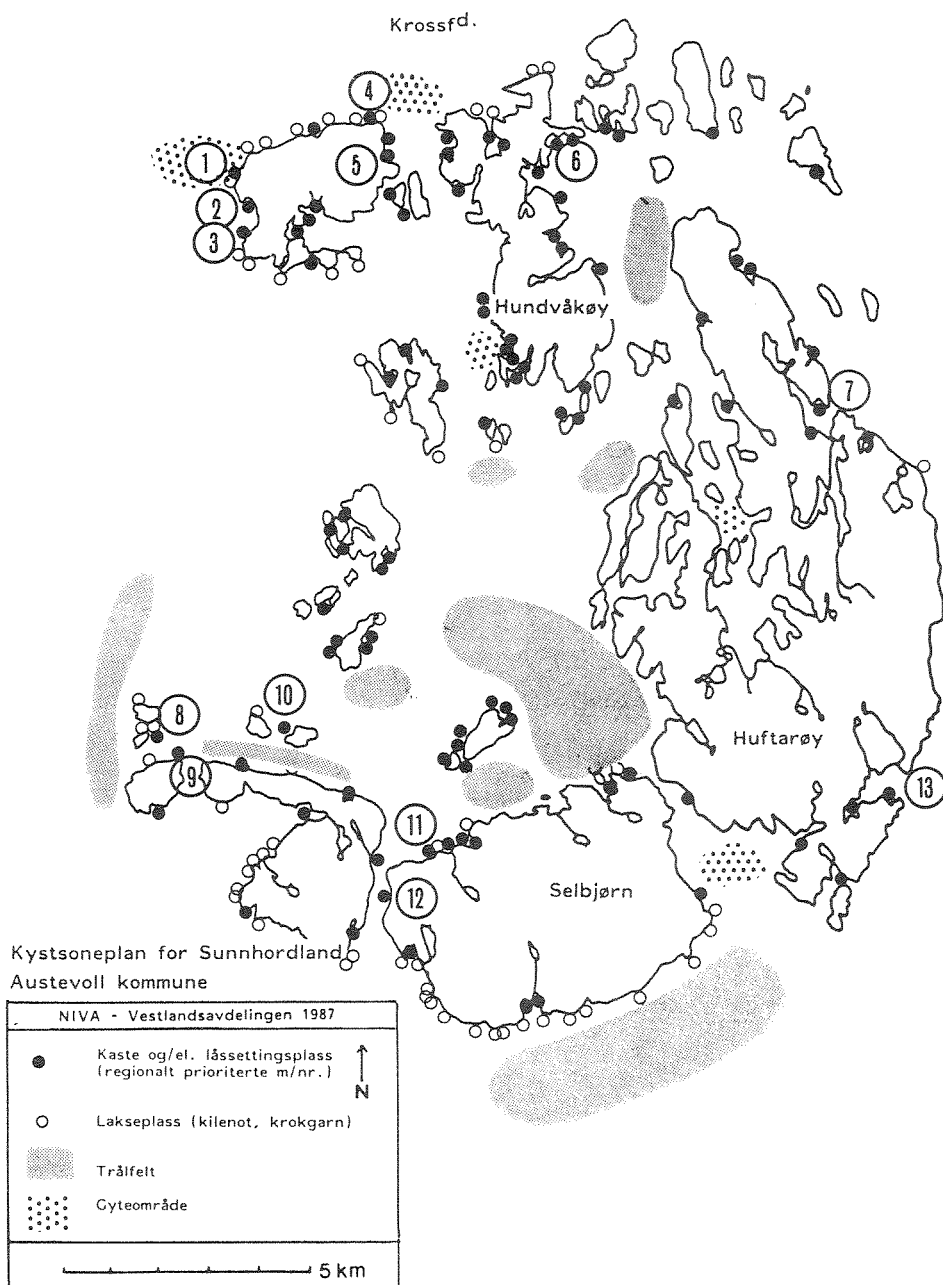 Krossfd.
4
1
5
6
2
3
Hundvåkøy
7
8
10
Huftarøy
9
13
11
Selbjørn
12
Kystsoneplan for Sunnhordland
Austevoll kommune
NIVA - Vestlandsavdelingen 1987
Kaste og/el. låssettingsplass
(regionalt prioriterte m/nr.)
N
Lakseplass (kilenot, krokgarn)
Trålfelt
Gyteområde
5 km